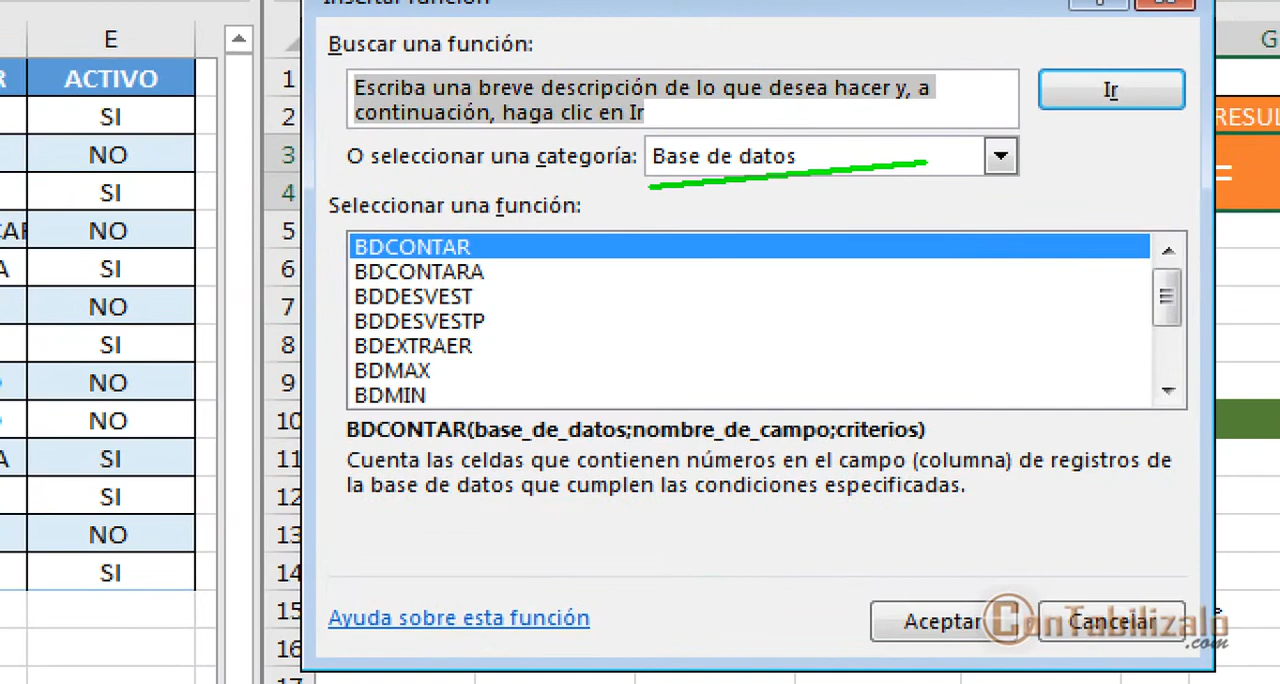 Insertar función
Buscar una función:
Escriba una breve descripción de lo que desea hacer y, a
continuación, haga clic en Ir
Ir
O seleccionar una categoría: Base de datos
Seleccionar una función:
BDCONTAR
BDCONTARA
BDDESVEST
BDDESVESTP
BDEXTRAER
BDMAX
BDMIN
BDCONTAR(base_de_datos;nombre_de_campo;criterios)
Cuenta las celdas que contienen números en el campo (columna) de registros de
la base de datos que cumplen las condiciones especificadas.
Ayuda sobre esta función
Aceptar
Cancelar
ConTabilizalo
.com
E
R ACTIVO
SI
NO
SI
CAR NO
A SI
NO
SI
NO
NO
A SI
SI
NO
SI
1
2
3
4
5
6
7
8
9
10
11
12
13
14
15
16
17
G
RESUL
=